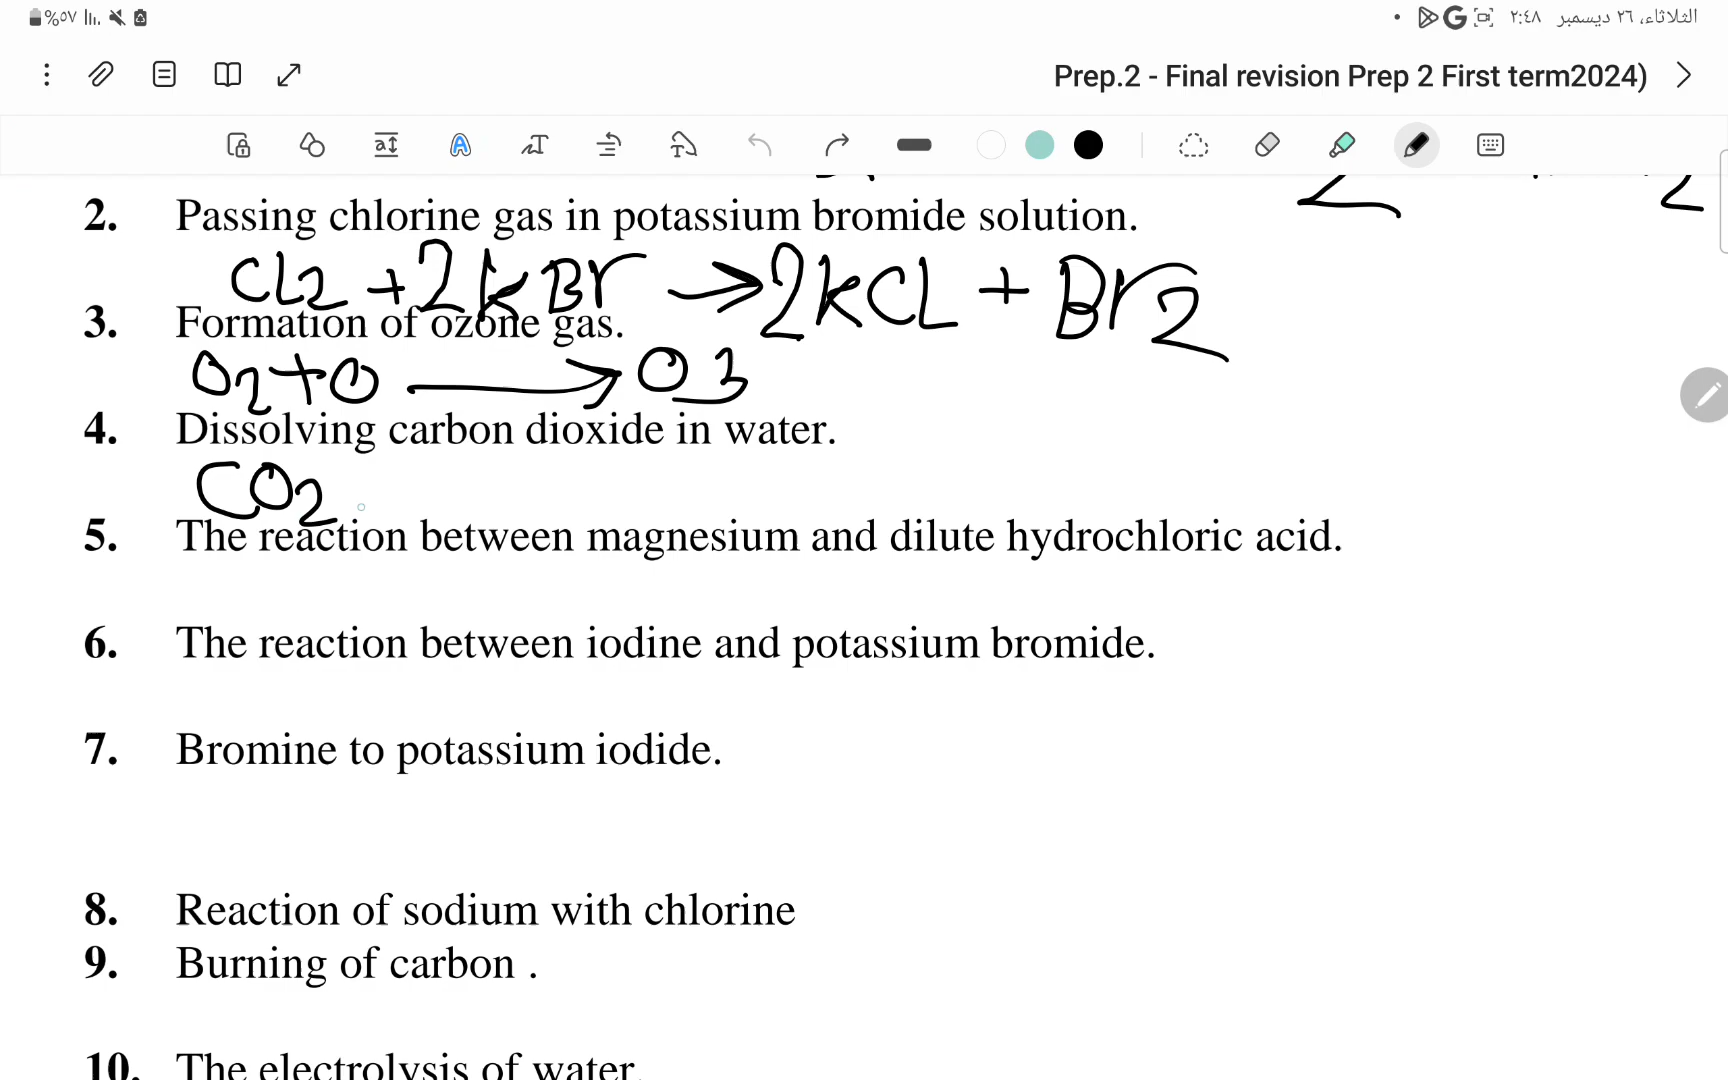 %٥٧ الثلاثاء، ٢٦ ديسمبر ٢:٤٨
Prep.2 - Final revision Prep 2 First term2024)
2 2
2. Passing chlorine gas in potassium bromide solution.
CL2 + 2KBr → 2KCL + Br2
3. Formation of ozone gas.
O2 + O → O3
4. Dissolving carbon dioxide in water.
CO2
5. The reaction between magnesium and dilute hydrochloric acid.
6. The reaction between iodine and potassium bromide.
7. Bromine to potassium iodide.
8. Reaction of sodium with chlorine
9. Burning of carbon .
10. The electrolysis of water.